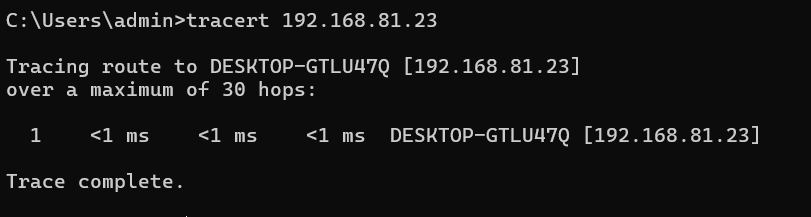 C:\Users\admin>tracert 192.168.81.23
Tracing route to DESKTOP-GTLU47Q [192.168.81.23]
over a maximum of 30 hops:
1 <1 ms <1 ms <1 ms DESKTOP-GTLU47Q [192.168.81.23]
Trace complete.